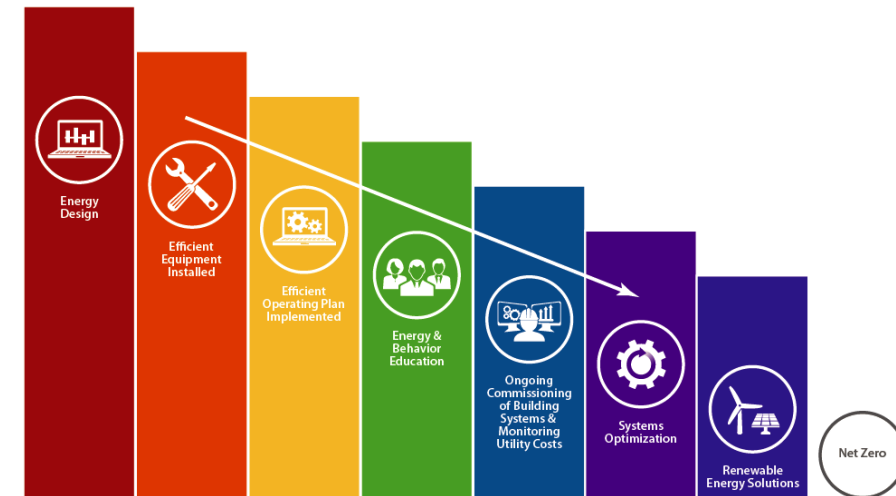 Energy
Design
Efficient
Equipment
Installed
Efficient
Operating Plan
Implemented
Energy &
Behavior
Education
Ongoing
Commissioning
of Building
Systems &
Monitoring
Utility Costs
Systems
Optimization
Renewable
Energy Solutions
Net Zero